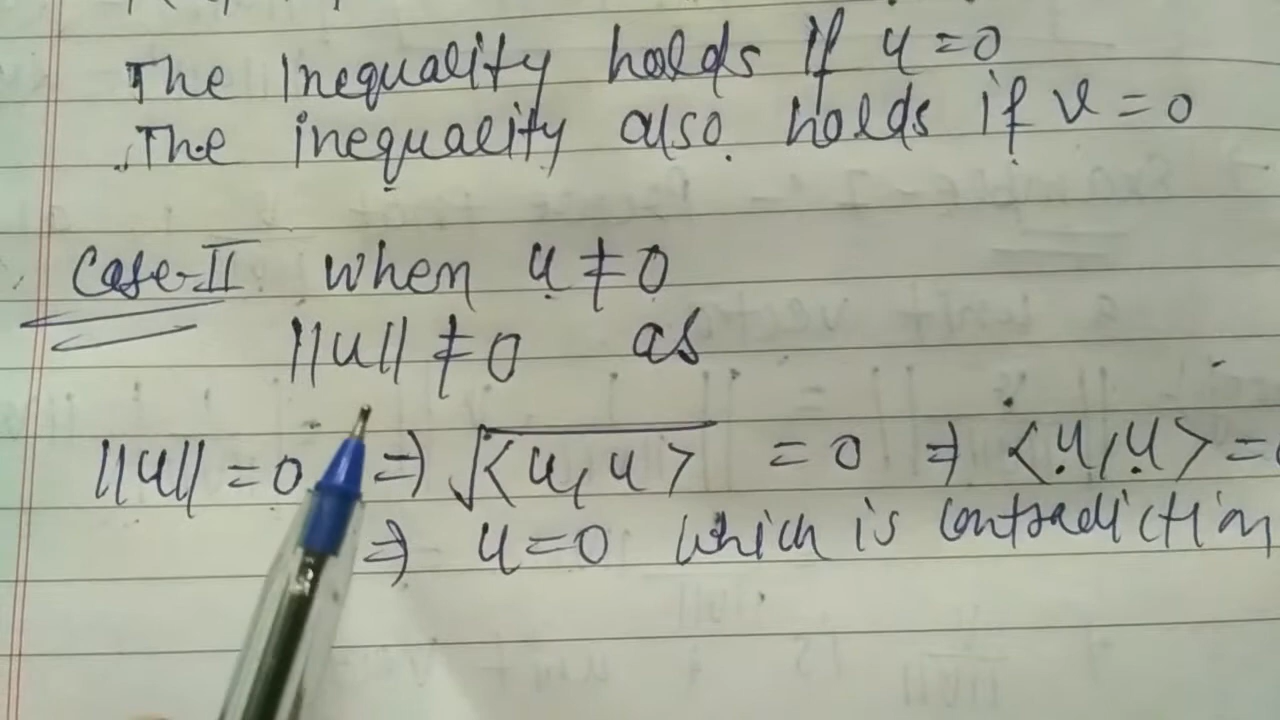 The Inequality holds if u=0
The inequality also holds if v=0
Case-II when u≠0
||u|| ≠0 as
||u|| =0 ⇒ √<u,u> =0 ⇒ <u,u> =0
⇒ u=0 which is contradiction